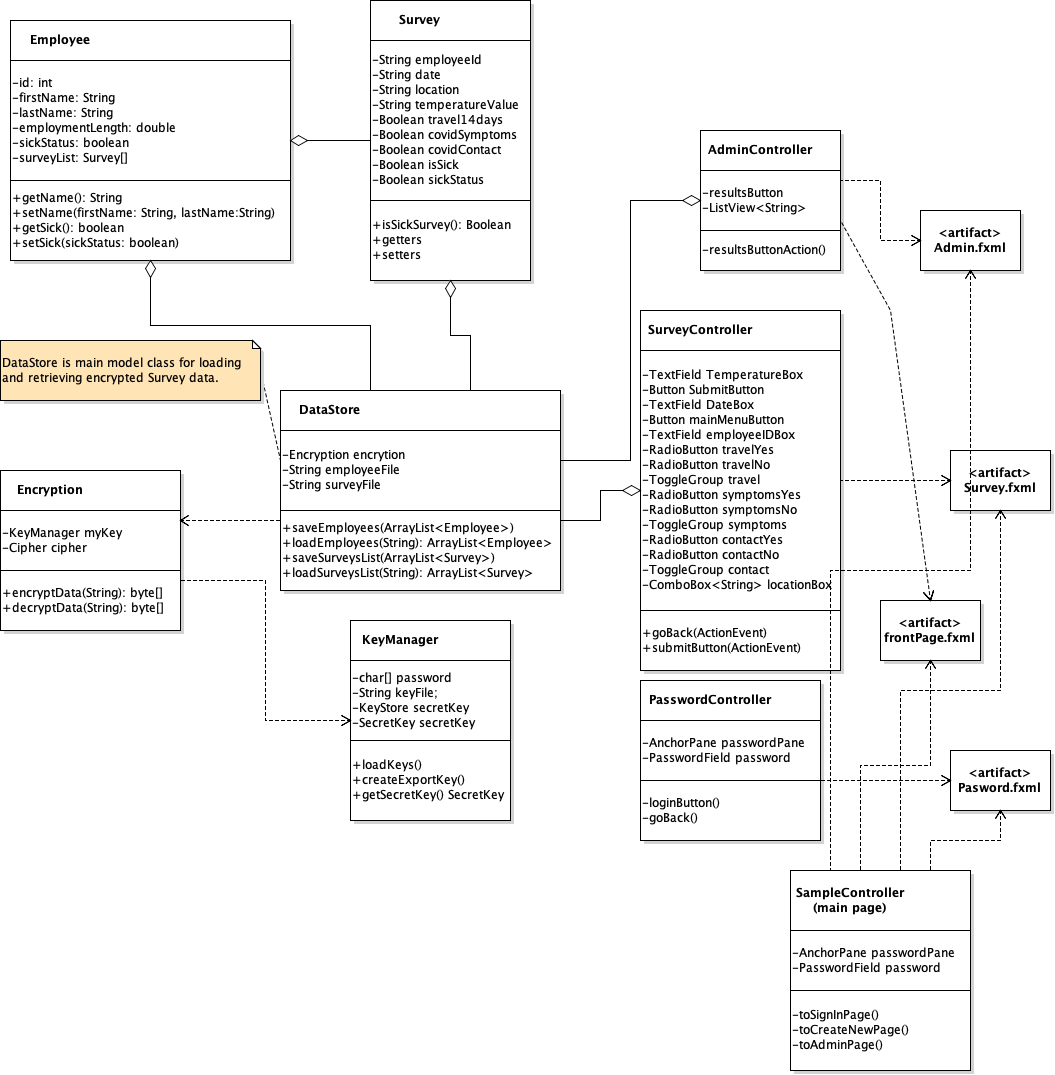 Employee
-id: int
-firstName: String
-lastName: String
-employmentLength: double
-sickStatus: boolean
-surveyList: Survey[]
+getName(): String
+setName(firstName: String, lastName:String)
+getSick(): boolean
+setSick(sickStatus: boolean)
Survey
-String employeeId
-String date
-String location
-String temperatureValue
-Boolean travel14days
-Boolean covidSymptoms
-Boolean covidContact
-Boolean isSick
-Boolean sickStatus
+isSickSurvey(): Boolean
+getters
+setters
AdminController
-resultsButton
-ListView<String>
-resultsButtonAction()
<artifact>
Admin.fxml
DataStore is main model class for loading
and retrieving encrypted Survey data.
DataStore
-Encryption encrytion
-String employeeFile
-String surveyFile
+saveEmployees(ArrayList<Employee>)
+loadEmployees(String): ArrayList<Employee>
+saveSurveysList(ArrayList<Survey>)
+loadSurveysList(String): ArrayList<Survey>
SurveyController
-TextField TemperatureBox
-Button SubmitButton
-TextField DateBox
-Button mainMenuButton
-TextField employeeIDBox
-RadioButton travelYes
-RadioButton travelNo
-ToggleGroup travel
-RadioButton symptomsYes
-RadioButton symptomsNo
-ToggleGroup symptoms
-RadioButton contactYes
-RadioButton contactNo
-ToggleGroup contact
-ComboBox<String> locationBox
+goBack(ActionEvent)
+submitButton(ActionEvent)
<artifact>
Survey.fxml
Encryption
-KeyManager myKey
-Cipher cipher
+encryptData(String): byte[]
+decryptData(String): byte[]
<artifact>
frontPage.fxml
KeyManager
-char[] password
-String keyFile;
-KeyStore secretKey
-SecretKey secretKey
+loadKeys()
+createExportKey()
+getSecretKey() SecretKey
PasswordController
-AnchorPane passwordPane
-PasswordField password
-loginButton()
-goBack()
<artifact>
Pasword.fxml
SampleController
(main page)
-AnchorPane passwordPane
-PasswordField password
-toSignInPage()
-toCreateNewPage()
-toAdminPage()